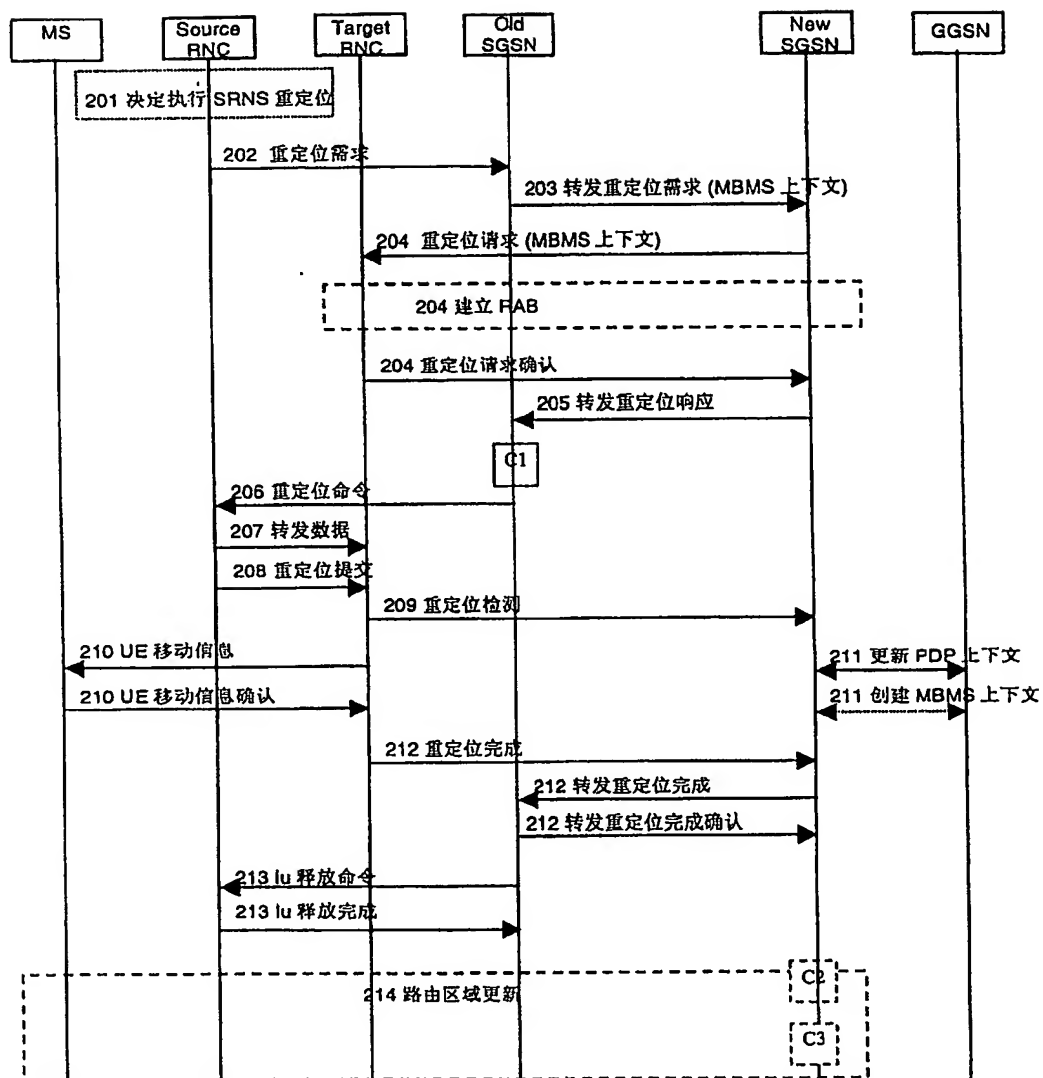 MS
Source
RNC
Target
RNC
Old
SGSN
New
SGSN
GGSN
201 决定执行 SRNS 重定位
202 重定位需求
203 转发重定位需求 (MBMS 上下文)
204 重定位请求 (MBMS 上下文)
204 建立 RAB
204 重定位请求确认
205 转发重定位响应
C1
206 重定位命令
207 转发数据
208 重定位提交
209 重定位检测
210 UE 移动信息
211 更新 PDP 上下文
210 UE 移动信息确认
211 创建 MBMS 上下文
212 重定位完成
212 转发重定位完成
212 转发重定位完成确认
213 Iu 释放命令
213 Iu 释放完成
C2
214 路由区域更新
C3